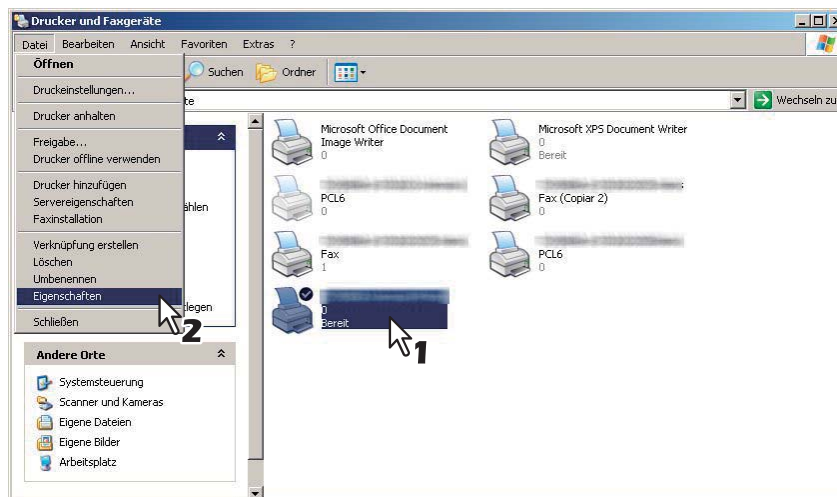 Drucker und Faxgeräte
Datei Bearbeiten Ansicht Favoriten Extras ?
Öffnen
Druckeinstellungen...
Drucker anhalten
Freigabe...
Drucker offline verwenden
Drucker hinzufügen
Servereigenschaften
Faxinstallation
Verknüpfung erstellen
Löschen
Umbenennen
Eigenschaften
Schließen
2
Suchen Ordner
te
Wechseln zu
ählen
tlegen
Andere Orte
Systemsteuerung
Scanner und Kameras
Eigene Dateien
Eigene Bilder
Arbeitsplatz
Microsoft Office Document
Image Writer
0
Microsoft XPS Document Writer
0
Bereit
PCL6
0
Fax (Copiar 2)
0
Fax
1
PCL6
0
0
Bereit
1